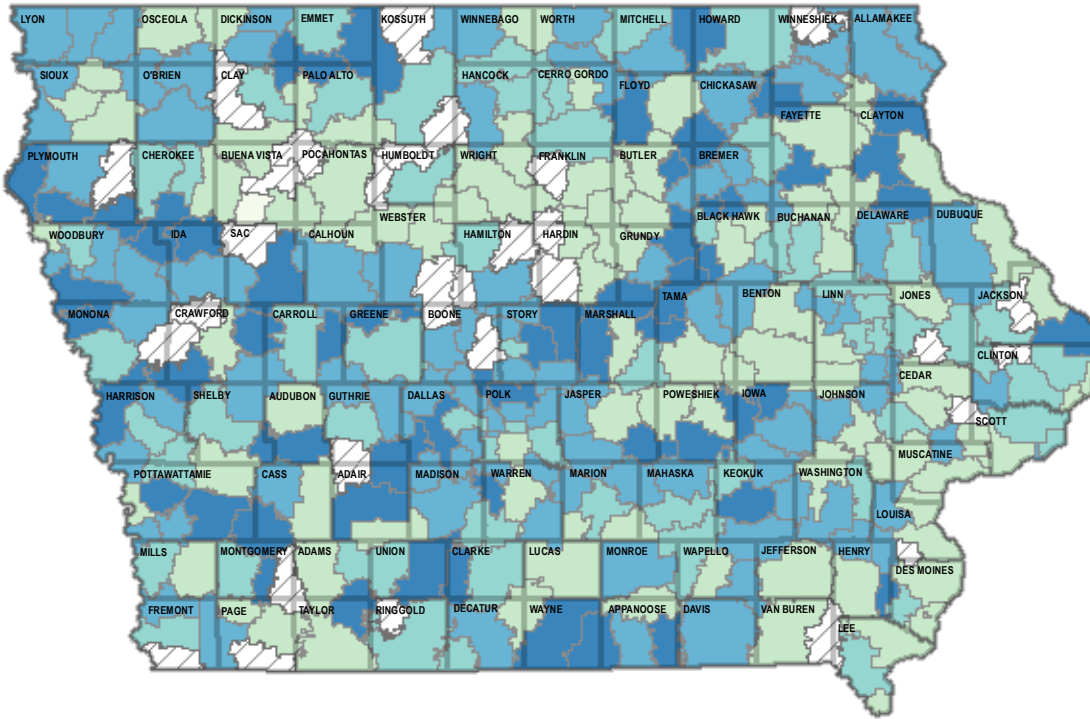 LYON OSCEOLA DICKINSON EMMET KOSSUTH WINNEBAGO WORTH MITCHELL HOWARD WINNESHIEK ALLAMAKEE
SIOUX O'BRIEN CLAY PALO ALTO HANCOCK CERRO GORDO FLOYD CHICKASAW
FAYETTE CLAYTON
PLYMOUTH CHEROKEE BUENA VISTA POCAHONTAS HUMBOLDT WRIGHT FRANKLIN BUTLER BREMER
WEBSTER BLACK HAWK BUCHANAN DELAWARE DUBUQUE
WOODBURY IDA SAC CALHOUN HAMILTON HARDIN GRUNDY
TAMA BENTON LINN JONES JACKSON
MONONA CRAWFORD CARROLL GREENE BOONE STORY MARSHALL
CLINTON
CEDAR
HARRISON SHELBY AUDUBON GUTHRIE DALLAS POLK JASPER POWESHIEK IOWA JOHNSON
SCOTT
MUSCATINE
POTTAWATTAMIE CASS ADAIR MADISON WARREN MARION MAHASKA KEOKUK WASHINGTON
LOUISA
MILLS MONTGOMERY ADAMS UNION CLARKE LUCAS MONROE WAPELLO JEFFERSON HENRY
DES MOINES
FREMONT PAGE TAYLOR RINGGOLD DECATUR WAYNE APPANOOSE DAVIS VAN BUREN
LEE